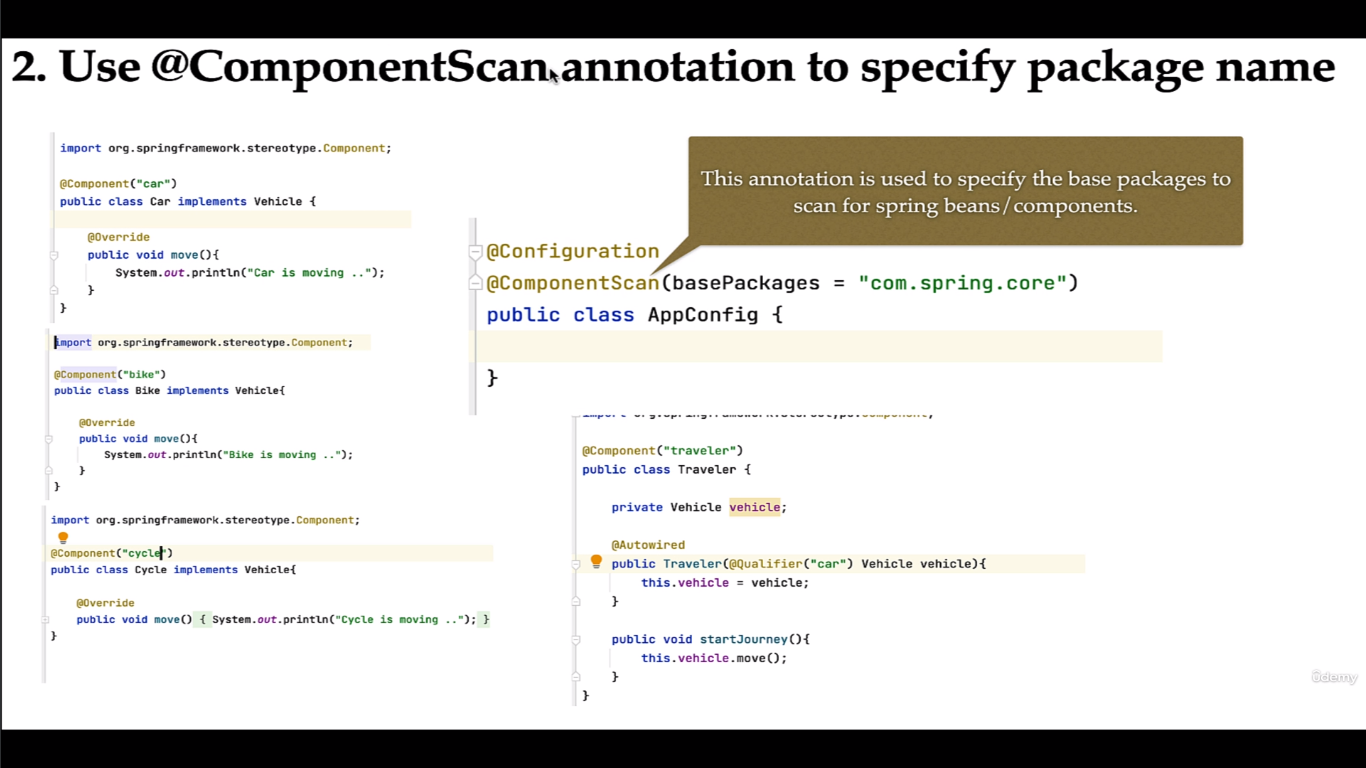 2. Use @ComponentScan annotation to specify package name
import org.springframework.stereotype.Component;
@Component("car")
public class Car implements Vehicle {
@Override
public void move(){
System.out.println("Car is moving ..");
}
}
import org.springframework.stereotype.Component;
@Component("bike")
public class Bike implements Vehicle{
@Override
public void move(){
System.out.println("Bike is moving ..");
}
}
import org.springframework.stereotype.Component;
@Component("cycle")
public class Cycle implements Vehicle{
@Override
public void move() { System.out.println("Cycle is moving .."); }
}
This annotation is used to specify the base packages to
scan for spring beans/components.
@Configuration
@ComponentScan(basePackages = "com.spring.core")
public class AppConfig {
}
import org.springframework.stereotype.Component;
@Component("traveler")
public class Traveler {
private Vehicle vehicle;
@Autowired
public Traveler(@Qualifier("car") Vehicle vehicle){
this.vehicle = vehicle;
}
public void startJourney(){
this.vehicle.move();
}
}
ûdemy